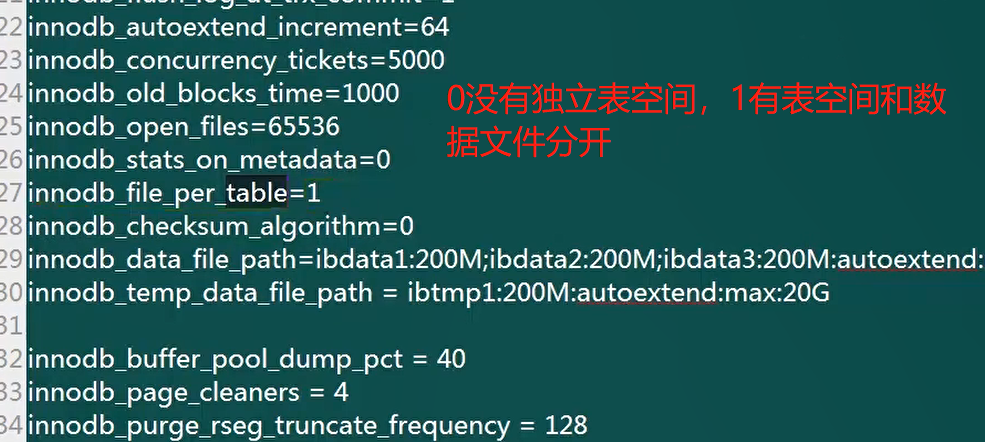 innodb_flush_log_at_trx_commit=1
22 innodb_autoextend_increment=64
23 innodb_concurrency_tickets=5000
24 innodb_old_blocks_time=1000
0没有独立表空间，1有表空间和数
据文件分开
25 innodb_open_files=65536
26 innodb_stats_on_metadata=0
27 innodb_file_per_table=1
28 innodb_checksum_algorithm=0
29 innodb_data_file_path=ibdata1:200M;ibdata2:200M;ibdata3:200M:autoextend:
30 innodb_temp_data_file_path = ibtmp1:200M:autoextend:max:20G
31
32 innodb_buffer_pool_dump_pct = 40
33 innodb_page_cleaners = 4
34 innodb_purge_rseg_truncate_frequency = 128